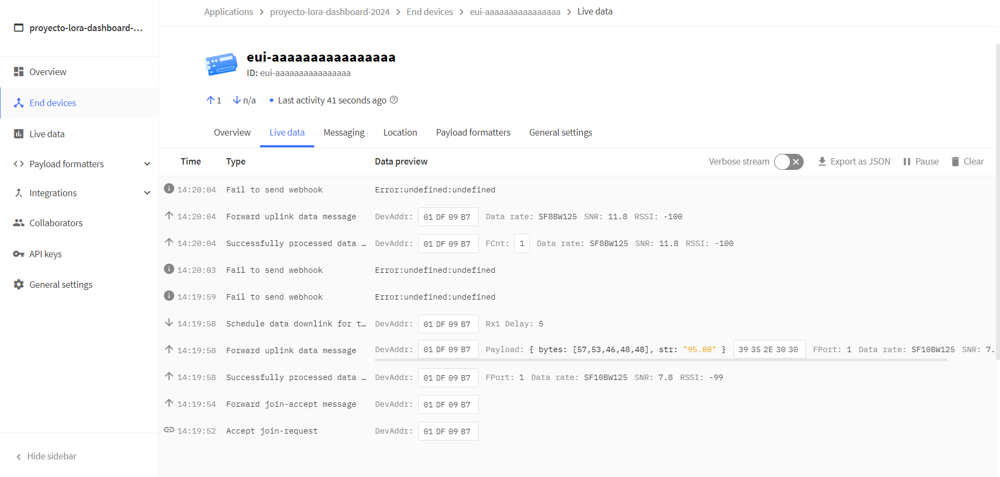 Applications > proyecto-lora-dashboard-2024 > End devices > eui-aaaaaaaaaaaaaaaa > Live data
proyecto-lora-dashboard-...
Overview
End devices
Live data
Payload formatters
Integrations
Collaborators
API keys
General settings
Hide sidebar
eui-aaaaaaaaaaaaaaaa
ID: eui-aaaaaaaaaaaaaaaa
1 n/a • Last activity 41 seconds ago
Overview Live data Messaging Location Payload formatters General settings
Time Type Data preview Verbose stream Export as JSON Pause Clear
14:20:04 Fail to send webhook Error:undefined:undefined
14:20:04 Forward uplink data message DevAddr: 01 DF 09 B7 Data rate: SF8BW125 SNR: 11.8 RSSI: -100
14:20:04 Successfully processed data … DevAddr: 01 DF 09 B7 FCnt: 1 Data rate: SF8BW125 SNR: 11.8 RSSI: -100
14:20:03 Fail to send webhook Error:undefined:undefined
14:19:59 Fail to send webhook Error:undefined:undefined
14:19:58 Schedule data downlink for t… DevAddr: 01 DF 09 B7 Rx1 Delay: 5
14:19:58 Forward uplink data message DevAddr: 01 DF 09 B7 Payload: { bytes: [57,53,46,48,48], str: "95.00" } 39 35 2E 30 30 FPort: 1 Data rate: SF10BW125 SNR: 7.
14:19:58 Successfully processed data … DevAddr: 01 DF 09 B7 FPort: 1 Data rate: SF10BW125 SNR: 7.8 RSSI: -99
14:19:54 Forward join-accept message DevAddr: 01 DF 09 B7
14:19:52 Accept join-request DevAddr: 01 DF 09 B7